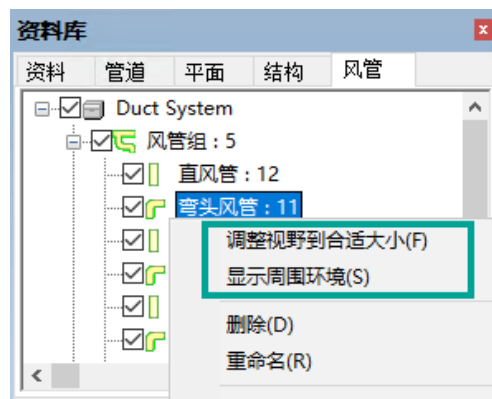 资料库
x
资料 管道 平面 结构 风管
Duct System
风管组 : 5
直风管 : 12
弯头风管 : 11
调整视野到合适大小(F)
显示周围环境(S)
删除(D)
重命名(R)